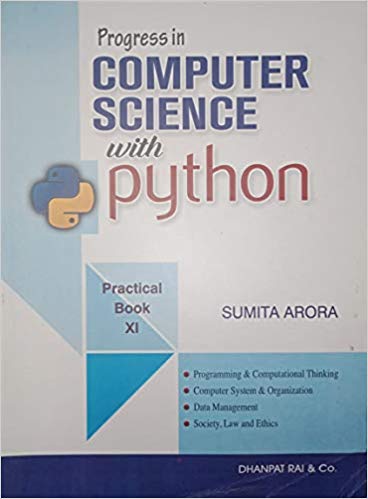 Progress in
COMPUTER
SCIENCE
with
python
Practical
Book
XI
SUMITA ARORA
• Programming & Computational Thinking
• Computer System & Organization
• Data Management
• Society, Law and Ethics
DHANPAT RAI & Co.